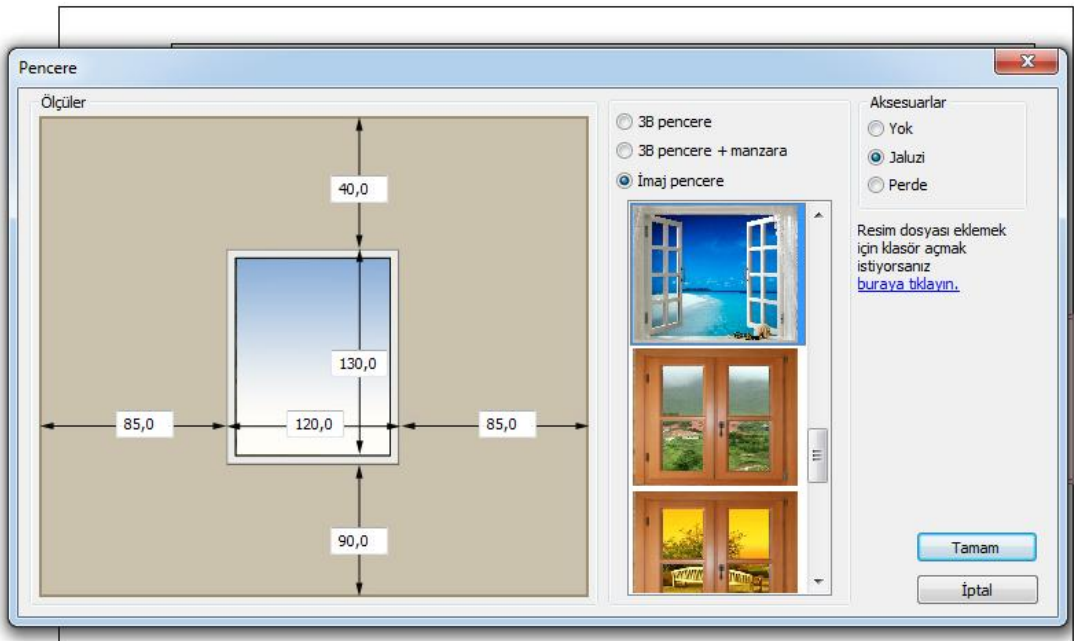 Pencere
Ölçüler
40,0
130,0
85,0
120,0
85,0
90,0
3B pencere
3B pencere + manzara
İmaj pencere
Aksesuarlar
Yok
Jaluzi
Perde
Resim dosyası eklemek
için klasör açmak
istiyorsanız
buraya tıklayın.
Tamam
İptal